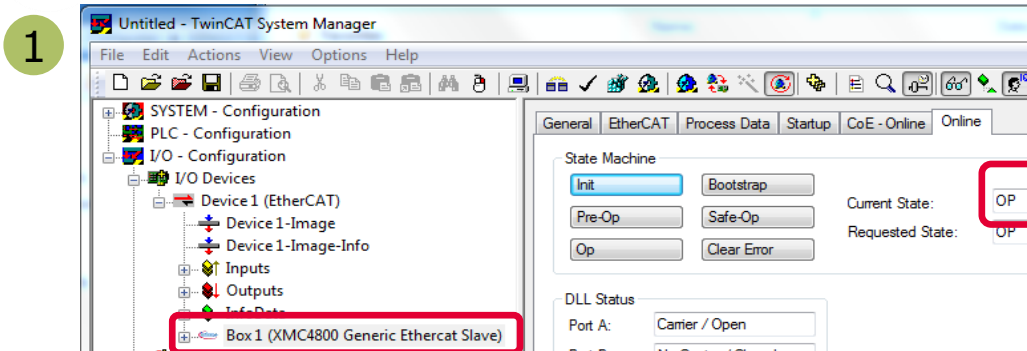 1
Untitled - TwinCAT System Manager
File Edit Actions View Options Help
SYSTEM - Configuration
PLC - Configuration
I/O - Configuration
I/O Devices
Device 1 (EtherCAT)
Device 1-Image
Device 1-Image-Info
Inputs
Outputs
InfoData
Box 1 (XMC4800 Generic Ethercat Slave)
General EtherCAT Process Data Startup CoE - Online Online
State Machine
Init Bootstrap
Current State: OP
Pre-Op Safe-Op
Requested State: OP
Op Clear Error
DLL Status
Port A: Carrier / Open